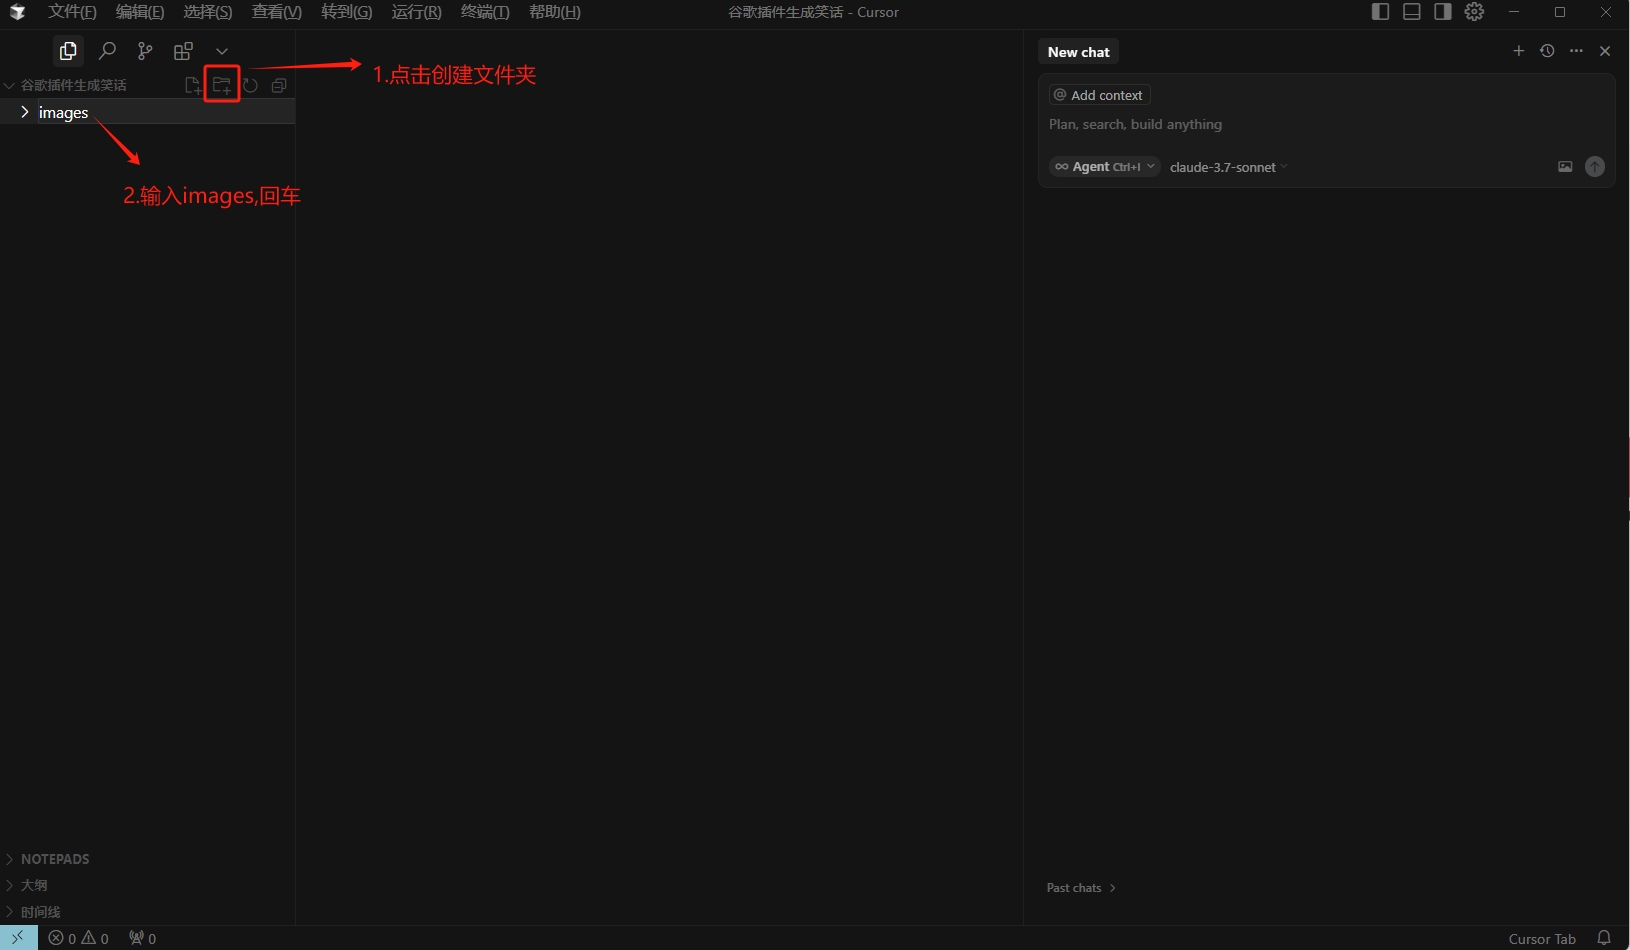 文件(F) 编辑(E) 选择(S) 查看(V) 转到(G) 运行(R) 终端(T) 帮助(H) 谷歌插件生成笑话 - Cursor
谷歌插件生成笑话
images
1.点击创建文件夹
2.输入images,回车
New chat
@ Add context
Plan, search, build anything
Agent Ctrl+I claude-3.7-sonnet
Past chats
NOTEPADS
大纲
时间线
0 0 0 Cursor Tab